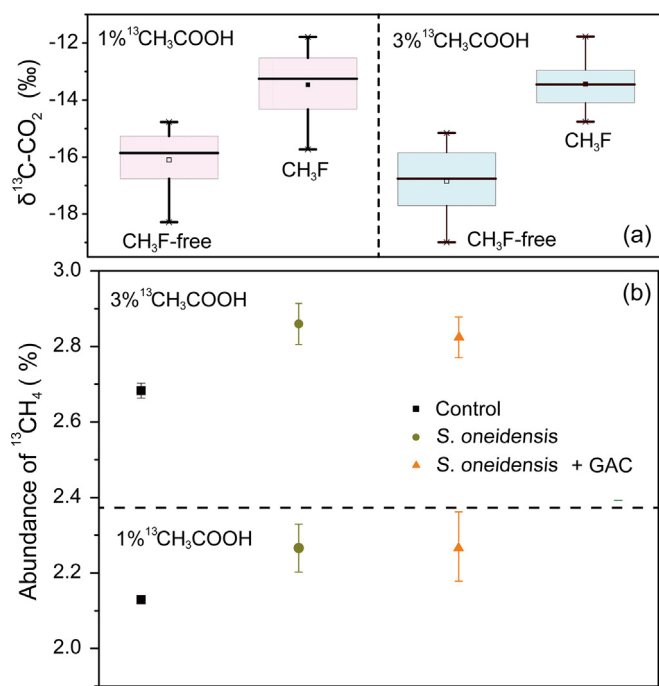 1%¹³CH₃COOH
3%¹³CH₃COOH
-12
-14
-16
-18
δ¹³C-CO₂ (‰)
CH₃F
CH₃F
CH₃F-free
CH₃F-free
(a)
3.0
2.8
2.6
2.4
2.2
2.0
Abundance of ¹³CH₄ ( %)
3%¹³CH₃COOH
(b)
Control
S. oneidensis
S. oneidensis + GAC
1%¹³CH₃COOH